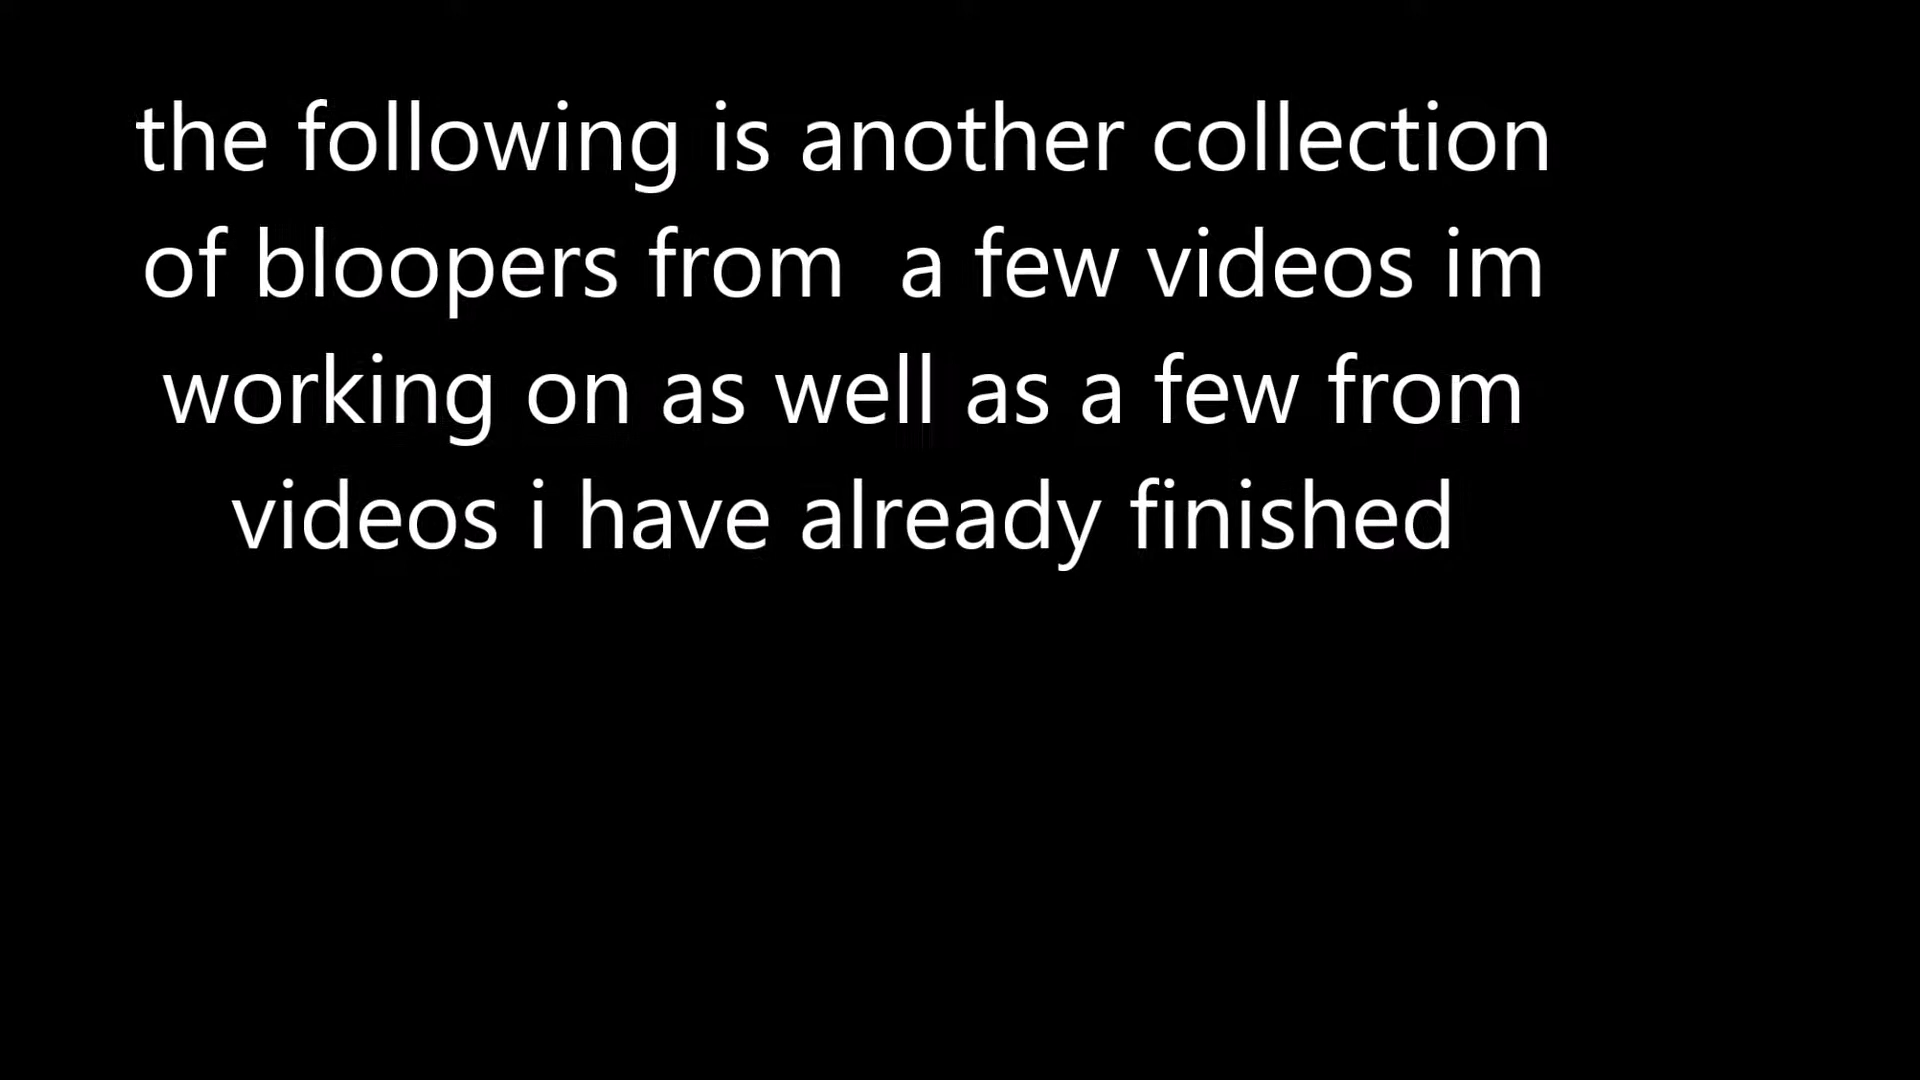 the following is another collection
of bloopers from  a few videos im
working on as well as a few from
videos i have already finished